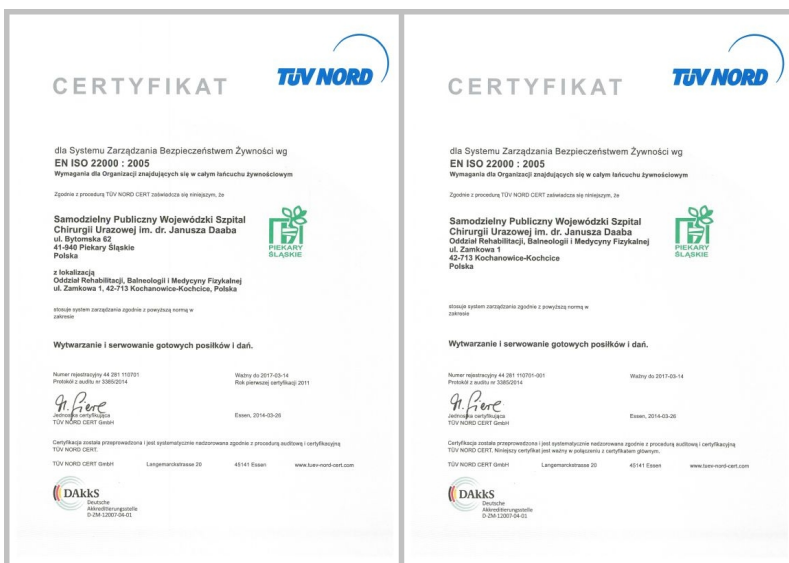 CERTYFIKAT
TÜV NORD
dla Systemu Zarządzania Bezpieczeństwem Żywności wg
EN ISO 22000 : 2005
Wymagania dla Organizacji znajdujących się w całym łańcuchu żywnościowym
Zgodnie z procedurą TÜV NORD CERT zaświadcza się niniejszym, że
Samodzielny Publiczny Wojewódzki Szpital
Chirurgii Urazowej im. dr. Janusza Daaba
ul. Bytomska 62
41-940 Piekary Śląskie
Polska
PIEKARY
ŚLĄSKIE
z lokalizacją
Oddział Rehabilitacji, Balneologii i Medycyny Fizykalnej
ul. Zamkowa 1, 42-713 Kochanowice-Kochcice, Polska
stosuje system zarządzania zgodnie z powyższą normą w
zakresie
Wytwarzanie i serwowanie gotowych posiłków i dań.
Numer rejestracyjny 44 281 110701
Protokół z auditu nr 3385/2014
Ważny do 2017-03-14
Rok pierwszej certyfikacji 2011
Jednostka certyfikująca
TÜV NORD CERT GmbH
Essen, 2014-03-26
Certyfikacja została przeprowadzona i jest systematycznie nadzorowana zgodnie z procedurą auditową i certyfikacyjną
TÜV NORD CERT.
TÜV NORD CERT GmbH Langemarckstrasse 20 45141 Essen www.tuev-nord-cert.com
DAkkS
Deutsche
Akkreditierungsstelle
D-ZM-12007-04-01
CERTYFIKAT
TÜV NORD
dla Systemu Zarządzania Bezpieczeństwem Żywności wg
EN ISO 22000 : 2005
Wymagania dla Organizacji znajdujących się w całym łańcuchu żywnościowym
Zgodnie z procedurą TÜV NORD CERT zaświadcza się niniejszym, że
Samodzielny Publiczny Wojewódzki Szpital
Chirurgii Urazowej im. dr. Janusza Daaba
Oddział Rehabilitacji, Balneologii i Medycyny Fizykalnej
ul. Zamkowa 1
42-713 Kochanowice-Kochcice
Polska
PIEKARY
ŚLĄSKIE
stosuje system zarządzania zgodnie z powyższą normą w
zakresie
Wytwarzanie i serwowanie gotowych posiłków i dań.
Numer rejestracyjny 44 281 110701-001
Protokół z auditu nr 3385/2014
Ważny do 2017-03-14
Jednostka certyfikująca
TÜV NORD CERT GmbH
Essen, 2014-03-26
Certyfikacja została przeprowadzona i jest systematycznie nadzorowana zgodnie z procedurą auditową i certyfikacyjną
TÜV NORD CERT. Niniejszy certyfikat jest ważny w połączeniu z certyfikatem głównym.
TÜV NORD CERT GmbH Langemarckstrasse 20 45141 Essen www.tuev-nord-cert.com
DAkkS
Deutsche
Akkreditierungsstelle
D-ZM-12007-04-01